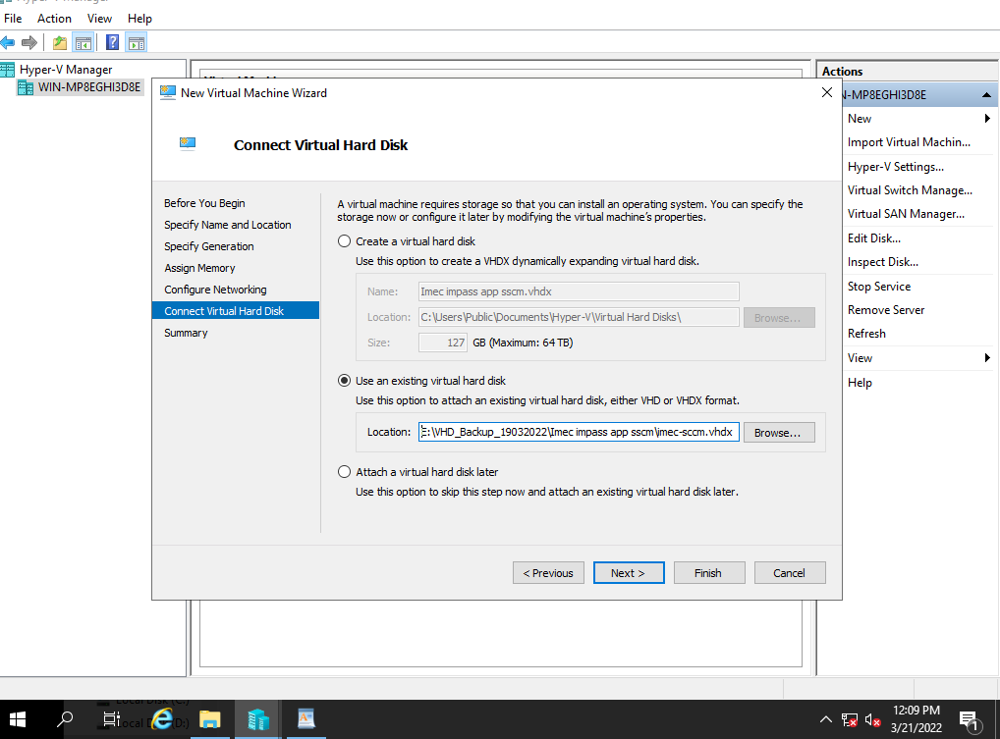 File Action View Help
Hyper-V Manager
WIN-MP8EGHI3D8E
New Virtual Machine Wizard
Connect Virtual Hard Disk
Before You Begin
Specify Name and Location
Specify Generation
Assign Memory
Configure Networking
Connect Virtual Hard Disk
Summary
A virtual machine requires storage so that you can install an operating system. You can specify the
storage now or configure it later by modifying the virtual machine's properties.
Create a virtual hard disk
Use this option to create a VHDX dynamically expanding virtual hard disk.
Name: Imec impass app sscm.vhdx
Location: C:\Users\Public\Documents\Hyper-V\Virtual Hard Disks\ Browse...
Size: 127 GB (Maximum: 64 TB)
Use an existing virtual hard disk
Use this option to attach an existing virtual hard disk, either VHD or VHDX format.
Location: E:\VHD_Backup_19032022\Imec impass app sscm\imec-sccm.vhdx Browse...
Attach a virtual hard disk later
Use this option to skip this step now and attach an existing virtual hard disk later.
< Previous Next > Finish Cancel
Actions
N-MP8EGHI3D8E
New
Import Virtual Machin...
Hyper-V Settings...
Virtual Switch Manage...
Virtual SAN Manager...
Edit Disk...
Inspect Disk...
Stop Service
Remove Server
Refresh
View
Help
12:09 PM
3/21/2022
1